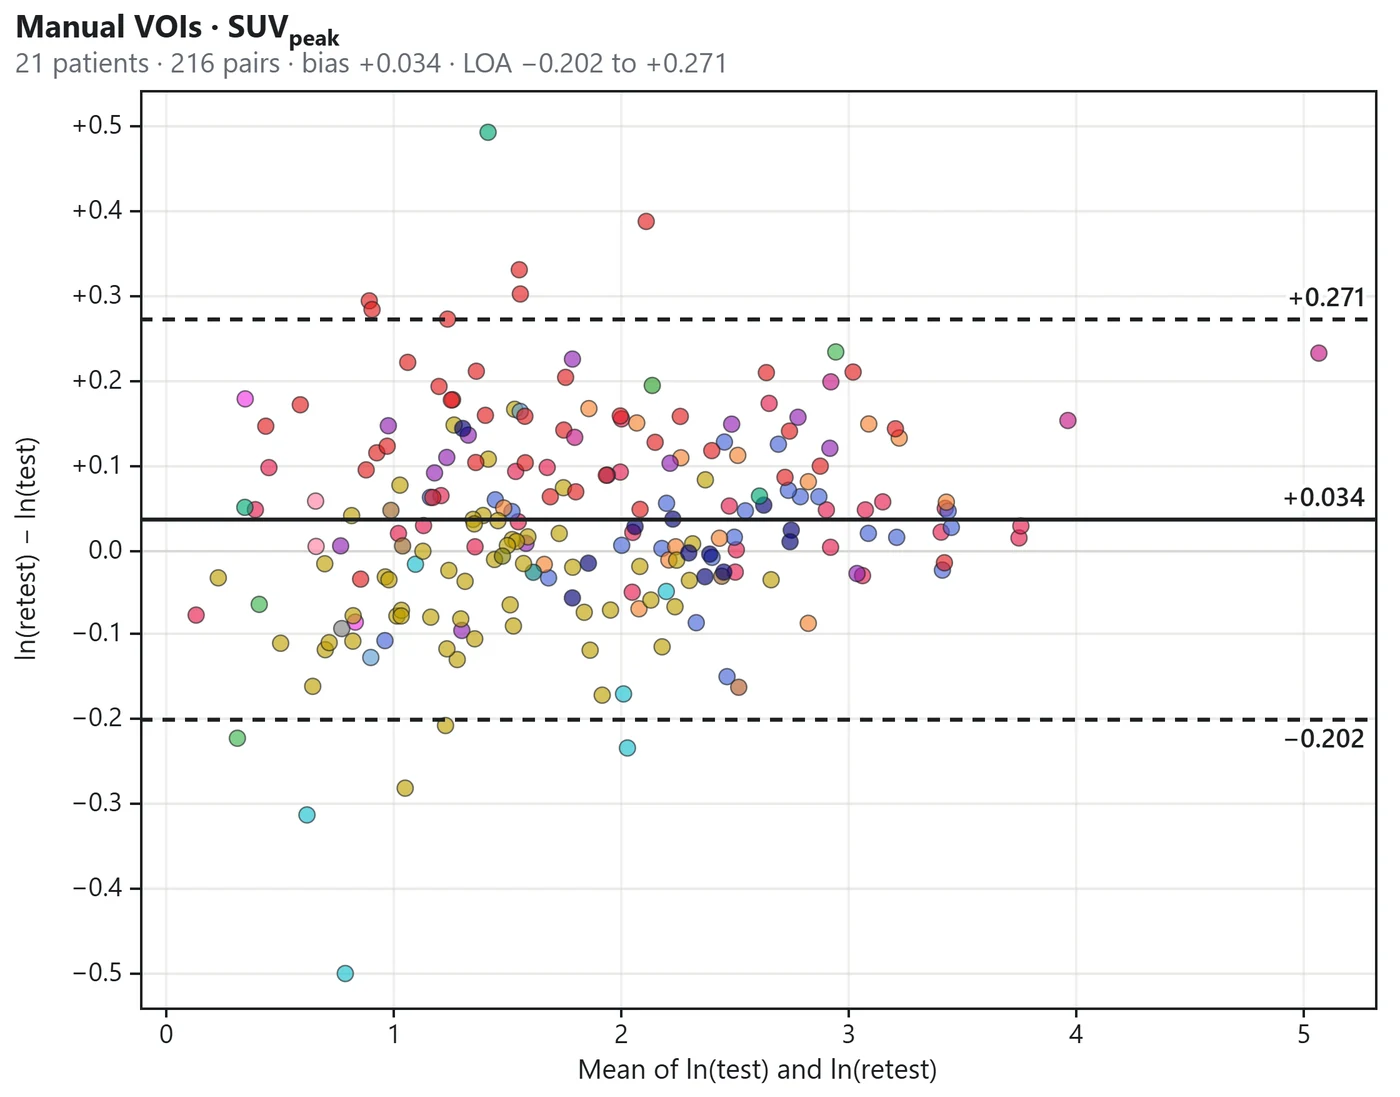 Manual VOIs · SUVpeak
21 patients · 216 pairs · bias +0.034 · LOA −0.202 to +0.271
+0.5
+0.4
+0.3
+0.2
+0.1
0.0
−0.1
−0.2
−0.3
−0.4
−0.5
+0.271
+0.034
−0.202
ln(retest) − ln(test)
0 1 2 3 4 5
Mean of ln(test) and ln(retest)